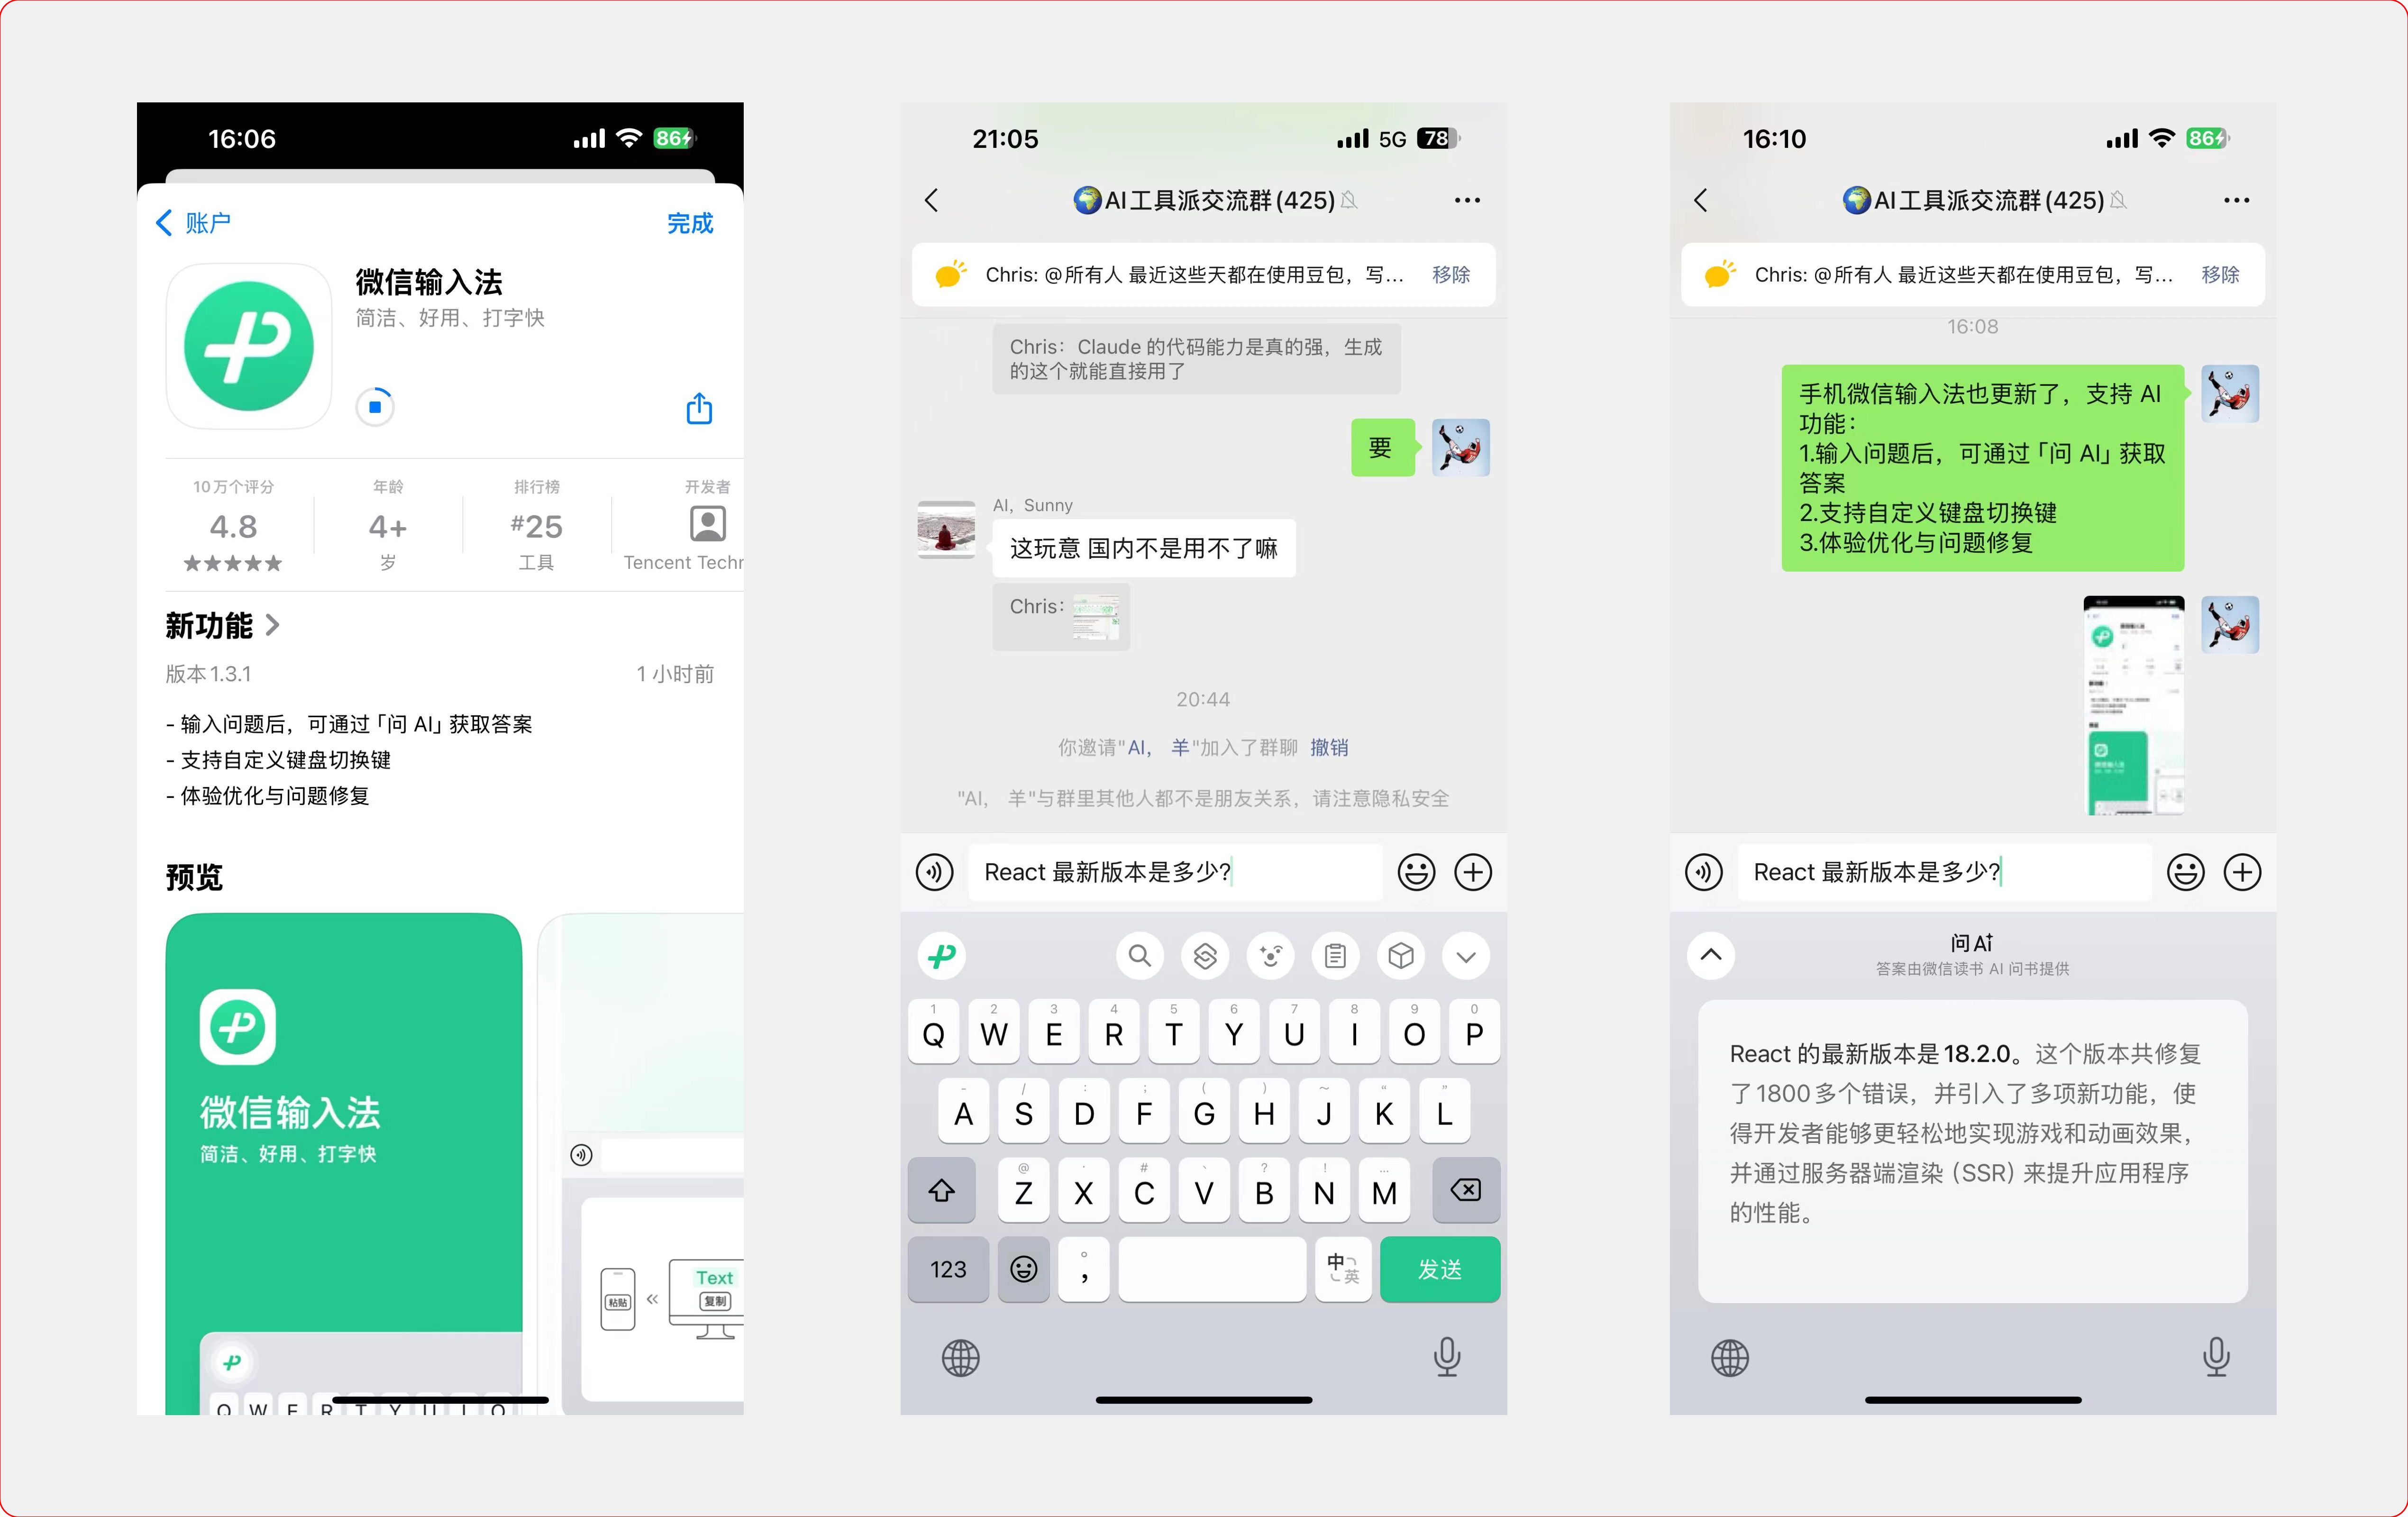 16:06
86
账户
完成
微信输入法
简洁、好用、打字快
10万个评分
4.8
年龄
4+
岁
排行榜
#25
工具
开发者
Tencent Techr
新功能
版本 1.3.1
1 小时前
- 输入问题后，可通过「问 AI」获取答案
- 支持自定义键盘切换键
- 体验优化与问题修复
预览
微信输入法
简洁、好用、打字快
粘贴
Text
复制
Q W E R T Y U I O
21:05
5G 78
AI工具派交流群(425)
Chris: @所有人 最近这些天都在使用豆包，写...
移除
Chris：Claude 的代码能力是真的强，生成
的这个就能直接用了
要
AI，Sunny
这玩意 国内不是用不了嘛
Chris：
20:44
你邀请"AI， 羊"加入了群聊 撤销
"AI， 羊"与群里其他人都不是朋友关系，请注意隐私安全
React 最新版本是多少?
1 2 3 4 5 6 7 8 9 0
Q W E R T Y U I O P
- / : ; ( ) ~ “ ”
A S D F G H J K L
@ . # 、 ? ! ...
Z X C V B N M
123
。
，
中
英
发送
16:10
86
AI工具派交流群(425)
Chris: @所有人 最近这些天都在使用豆包，写...
移除
16:08
手机微信输入法也更新了，支持 AI
功能：
1.输入问题后，可通过「问 AI」获取
答案
2.支持自定义键盘切换键
3.体验优化与问题修复
React 最新版本是多少?
问 AI
答案由微信读书 AI 问书提供
React 的最新版本是 18.2.0。这个版本共修复
了1800多个错误，并引入了多项新功能，使
得开发者能够更轻松地实现游戏和动画效果，
并通过服务器端渲染（SSR）来提升应用程序
的性能。